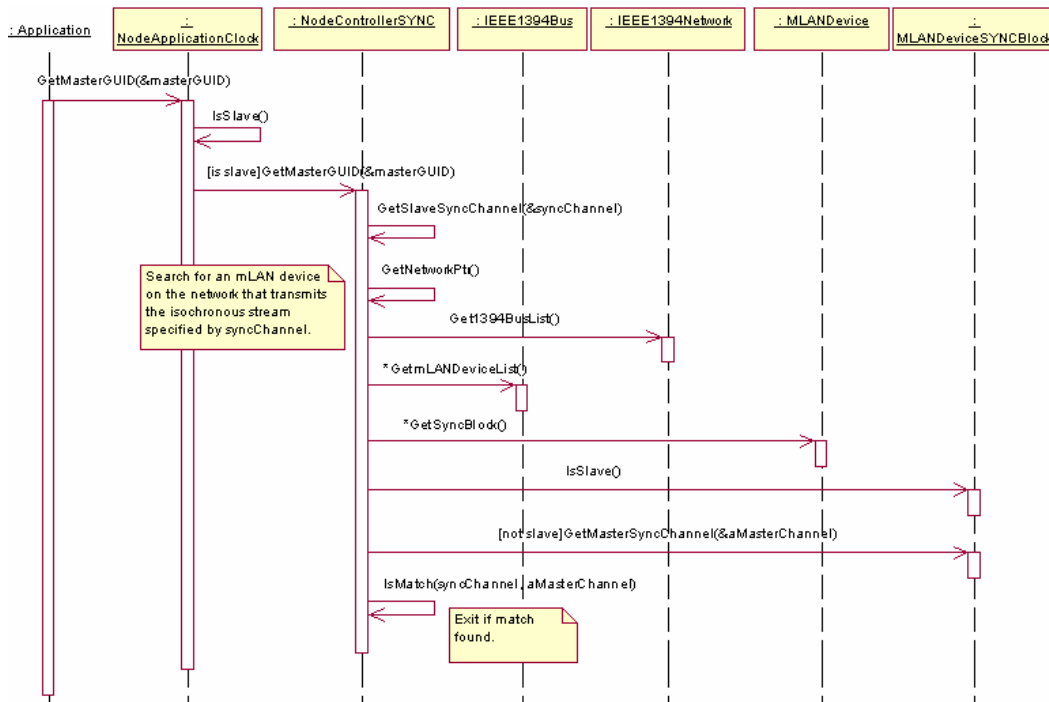 : Application
:
NodeApplicationClock
: NodeControllerSYNC
: IEEE1394Bus
: IEEE1394Network
: MLANDevice
:
MLANDeviceSYNCBlock
GetMasterGUID(&masterGUID)
IsSlave()
[is slave]GetMasterGUID(&masterGUID)
GetSlaveSyncChannel(&syncChannel)
GetNetworkPtr()
Search for an mLAN device
on the network that transmits
the isochronous stream
specified by syncChannel.
Get1394BusList()
* GetmLANDeviceList()
*GetSyncBlock()
IsSlave()
[not slave]GetMasterSyncChannel(&aMasterChannel)
IsMatch(syncChannel, aMasterChannel)
Exit if match
found.